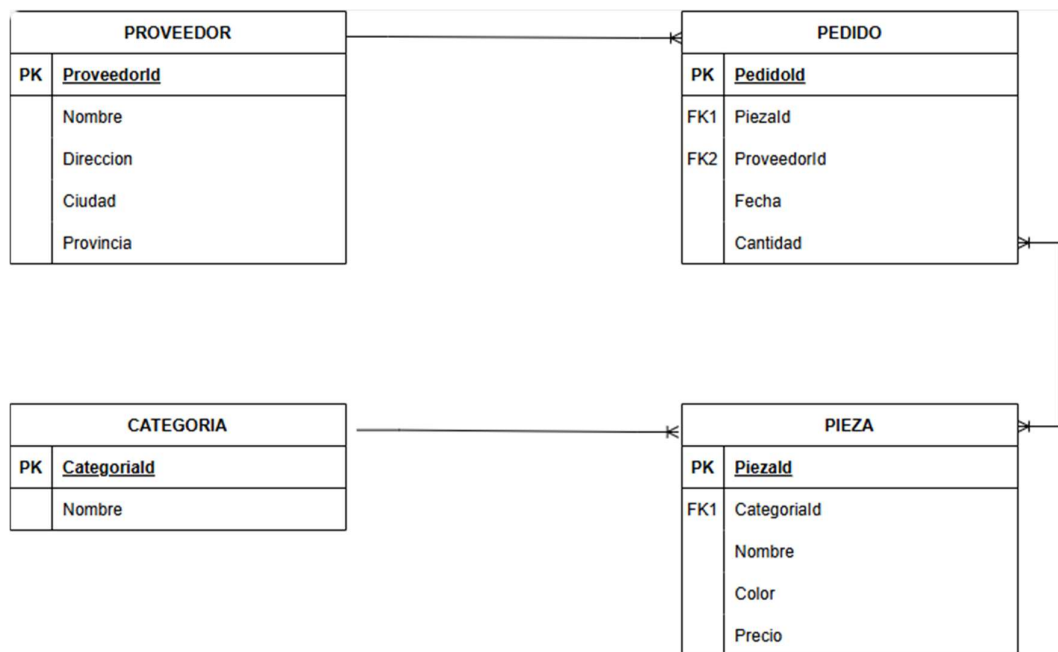 PROVEEDOR
PK ProveedorId
Nombre
Direccion
Ciudad
Provincia
PEDIDO
PK PedidoId
FK1 PiezaId
FK2 ProveedorId
Fecha
Cantidad
CATEGORIA
PK CategoriaId
Nombre
PIEZA
PK PiezaId
FK1 CategoriaId
Nombre
Color
Precio